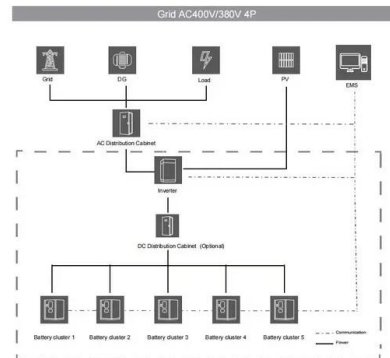 Grid AC400V/380V 4P
Grid
DG
Load
PV
EMS
AC Distribution Cabinet
Inverter
DC Distribution Cabinet (Optional)
Battery cluster 1
Battery cluster 2
Battery cluster 3
Battery cluster 4
Battery cluster 5
Communication
Power